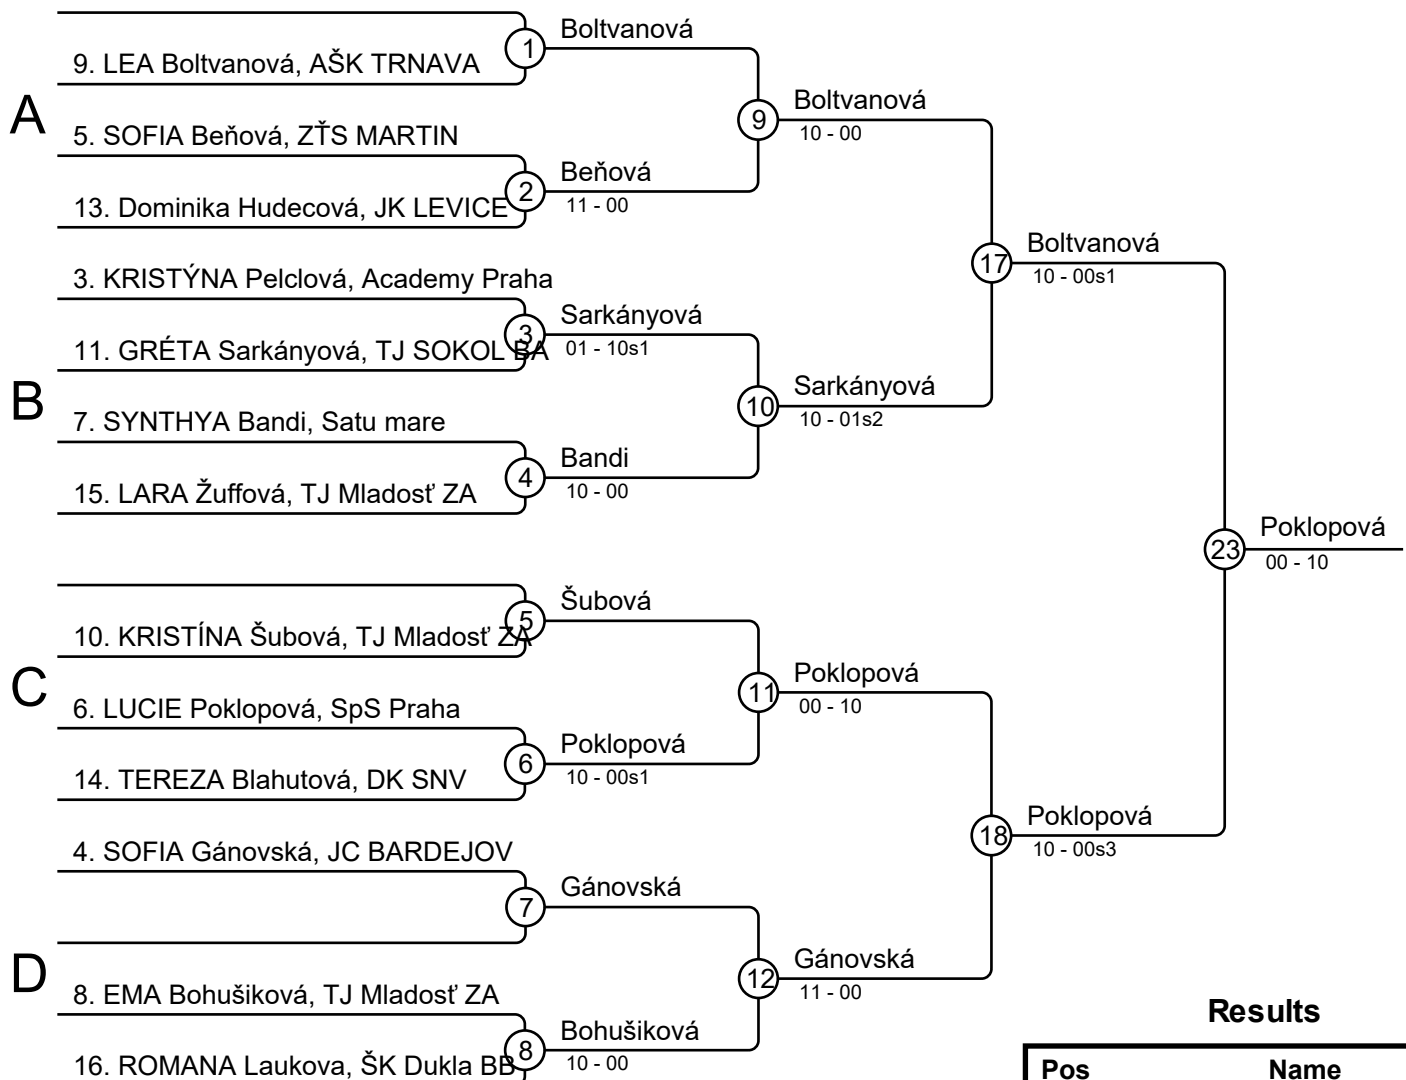 Boltvanová
1
9. LEA Boltvanová, AŠK TRNAVA
A
Boltvanová
9
10 - 00
5. SOFIA Beňová, ZŤS MARTIN
Beňová
2
11 - 00
13. Dominika Hudecová, JK LEVICE
Boltvanová
17
10 - 00s1
3. KRISTÝNA Pelclová, Academy Praha
Sarkányová
3
01 - 10s1
11. GRÉTA Sarkányová, TJ SOKOL BA
B
Sarkányová
10
10 - 01s2
7. SYNTHYA Bandi, Satu mare
Bandi
4
10 - 00
15. LARA Žuffová, TJ Mladosť ZA
Poklopová
23
00 - 10
Šubová
5
10. KRISTÍNA Šubová, TJ Mladosť ZA
C
Poklopová
11
00 - 10
6. LUCIE Poklopová, SpS Praha
Poklopová
6
10 - 00s1
14. TEREZA Blahutová, DK SNV
Poklopová
18
10 - 00s3
4. SOFIA Gánovská, JC BARDEJOV
Gánovská
7
D
Gánovská
12
11 - 00
8. EMA Bohušiková, TJ Mladosť ZA
Bohušiková
8
10 - 00
16. ROMANA Laukova, ŠK Dukla BB
Results
Pos Name